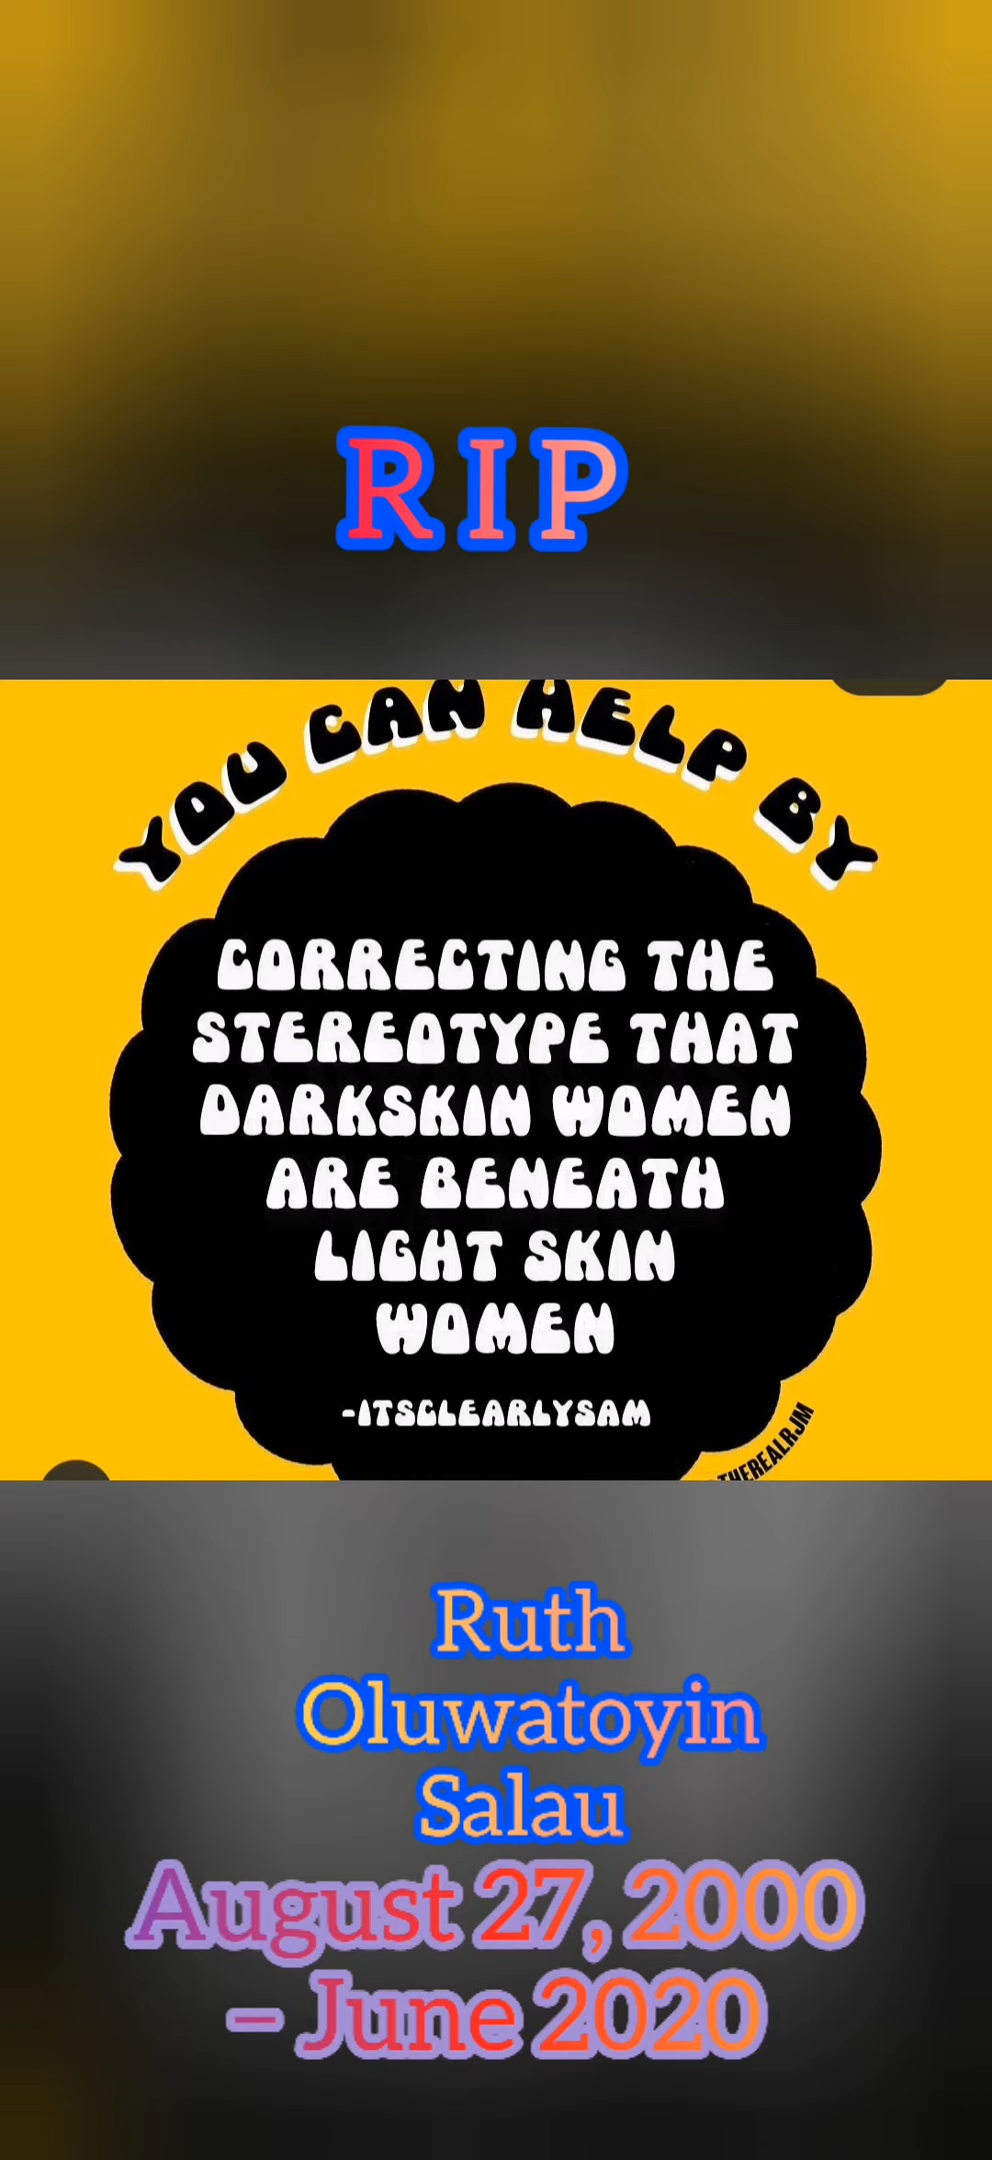 RIP
YOU CAN HELP BY
CORRECTING THE
STEREOTYPE THAT
DARKSKIN WOMEN
ARE BENEATH
LIGHT SKIN
WOMEN
-ITSCLEARLYSAM
THEREALRJM
Ruth
Oluwatoyin
Salau
August 27, 2000
– June 2020